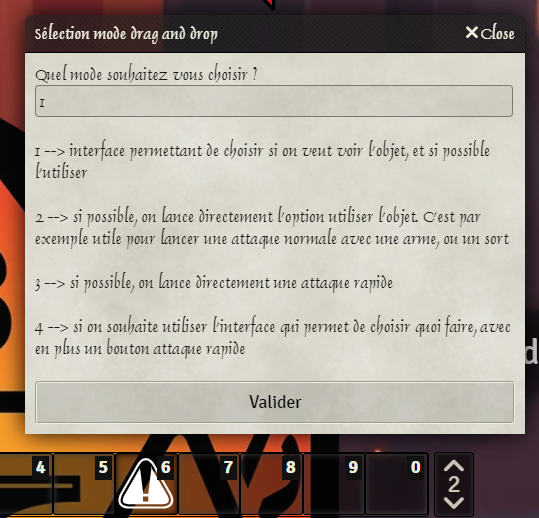 Sélection mode drag and drop
×Close
Quel mode souhaitez vous choisir ?
1
1 --> interface permettant de choisir si on veut voir l'objet, et si possible
l'utiliser
2 --> si possible, on lance directement l'option utiliser l'objet. C'est par
exemple utile pour lancer une attaque normale avec une arme, ou un sort
3 --> si possible, on lance directement une attaque rapide
4 --> si on souhaite utiliser l'interface qui permet de choisir quoi faire, avec
en plus un bouton attaque rapide
Valider
d
4 5 6 7 8 9 0
2